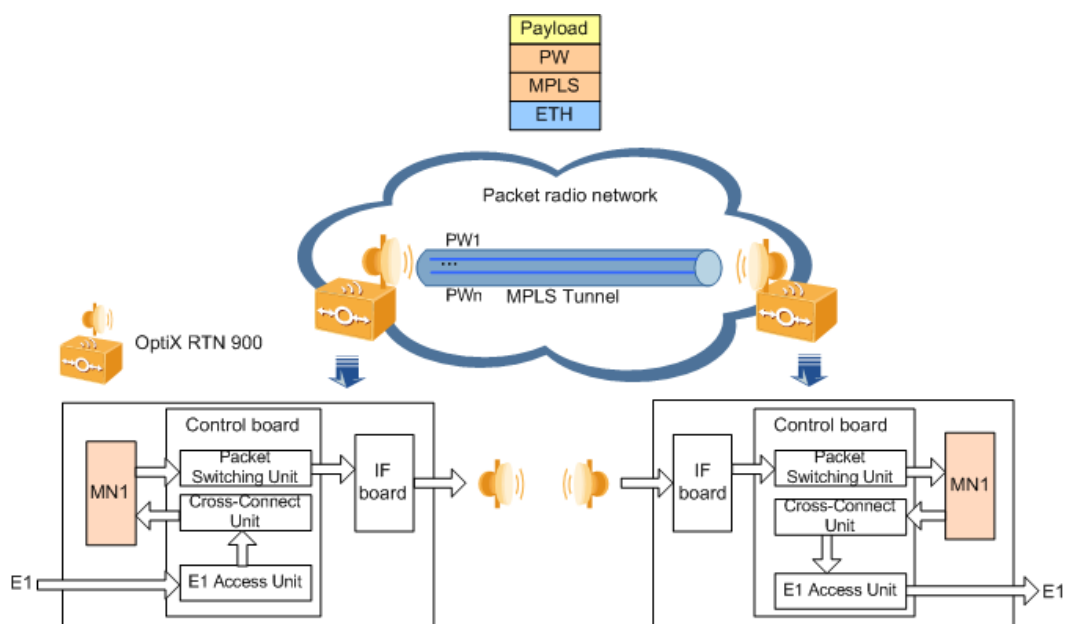 Payload
PW
MPLS
ETH
Packet radio network
PW1
...
PWn
MPLS Tunnel
OptiX RTN 900
Control board
Packet
Switching Unit
Cross-Connect
Unit
E1 Access Unit
MN1
IF
board
E1
Control board
IF
board
Packet
Switching Unit
Cross-Connect
Unit
E1 Access Unit
MN1
E1